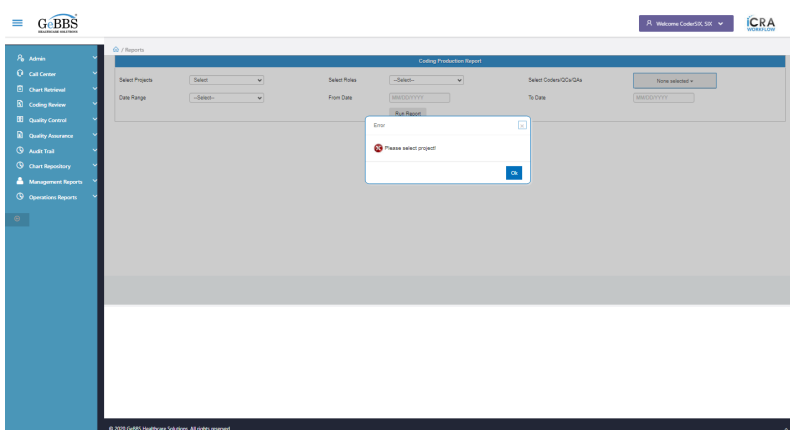 GeBBS
HEALTHCARE SOLUTIONS
Welcome CoderSIX, SIX
iCRA
WORKFLOW
/ Reports
Admin
Call Center
Chart Retrieval
Coding Review
Quality Control
Quality Assurance
Audit Trail
Chart Repository
Management Reports
Operations Reports
Coding Production Report
Select Projects
Select
Select Roles
--Select--
Select Coders/QCs/QAs
None selected
Date Range
--Select--
From Date
MM/DD/YYYY
To Date
MM/DD/YYYY
Run Report
Error
x
Please select project!
Ok
© 2020 GeBBS Healthcare Solutions. All rights reserved